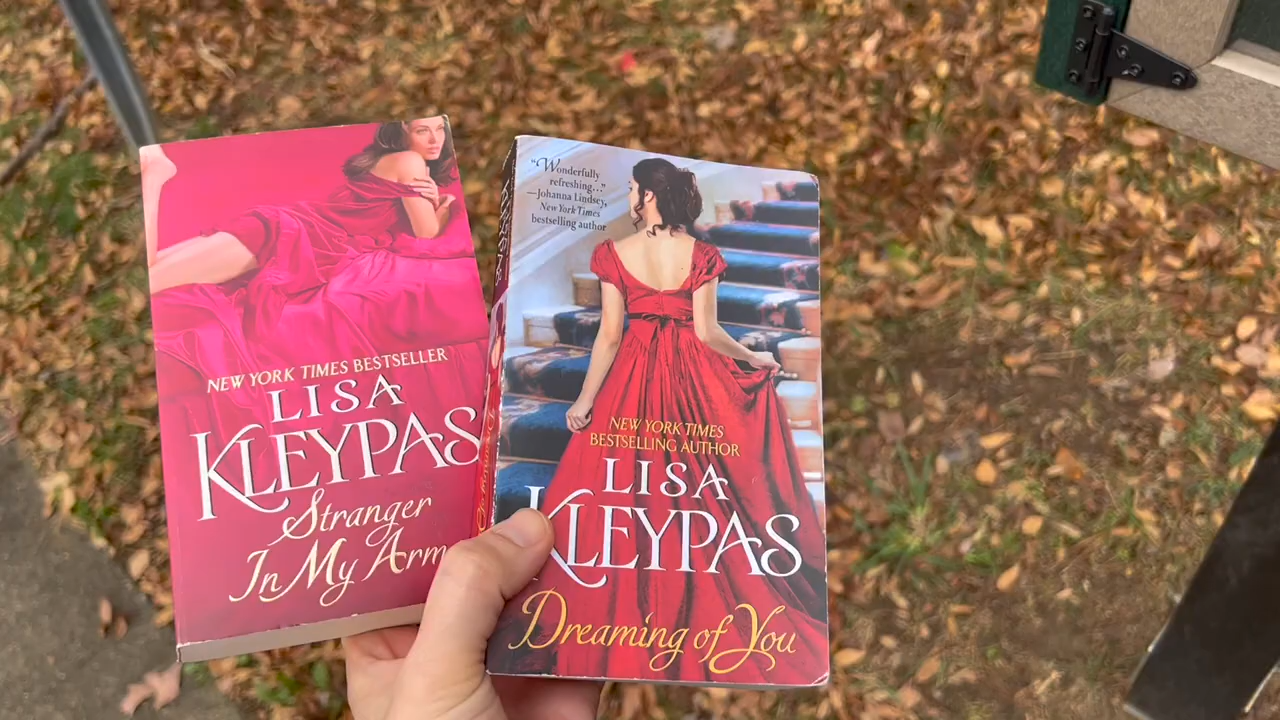 NEW YORK TIMES BESTSELLER
LISA
KLEYPAS
Stranger
In My Arm
"Wonderfully
refreshing..."
—Johanna Lindsey,
New York Times
bestselling author
NEW YORK TIMES
BESTSELLING AUTHOR
LISA
KLEYPAS
Dreaming of You